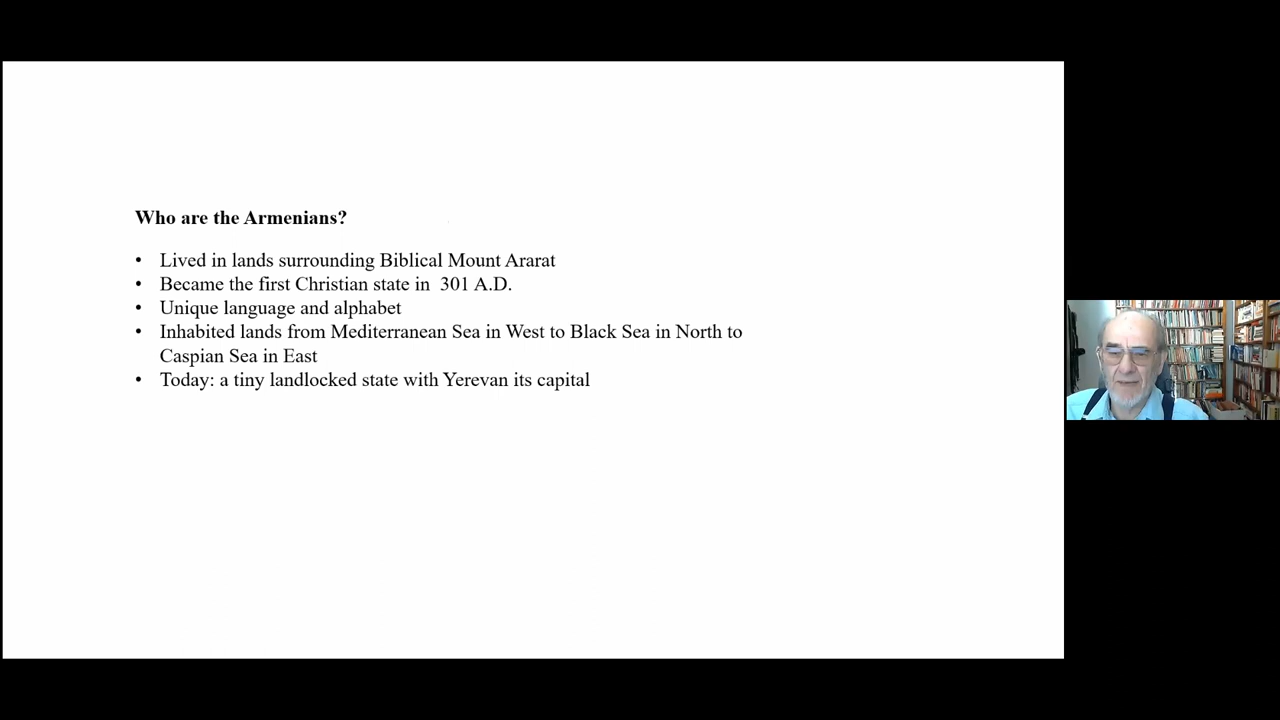 Who are the Armenians?
• Lived in lands surrounding Biblical Mount Ararat
• Became the first Christian state in  301 A.D.
• Unique language and alphabet
• Inhabited lands from Mediterranean Sea in West to Black Sea in North to
Caspian Sea in East
• Today: a tiny landlocked state with Yerevan its capital